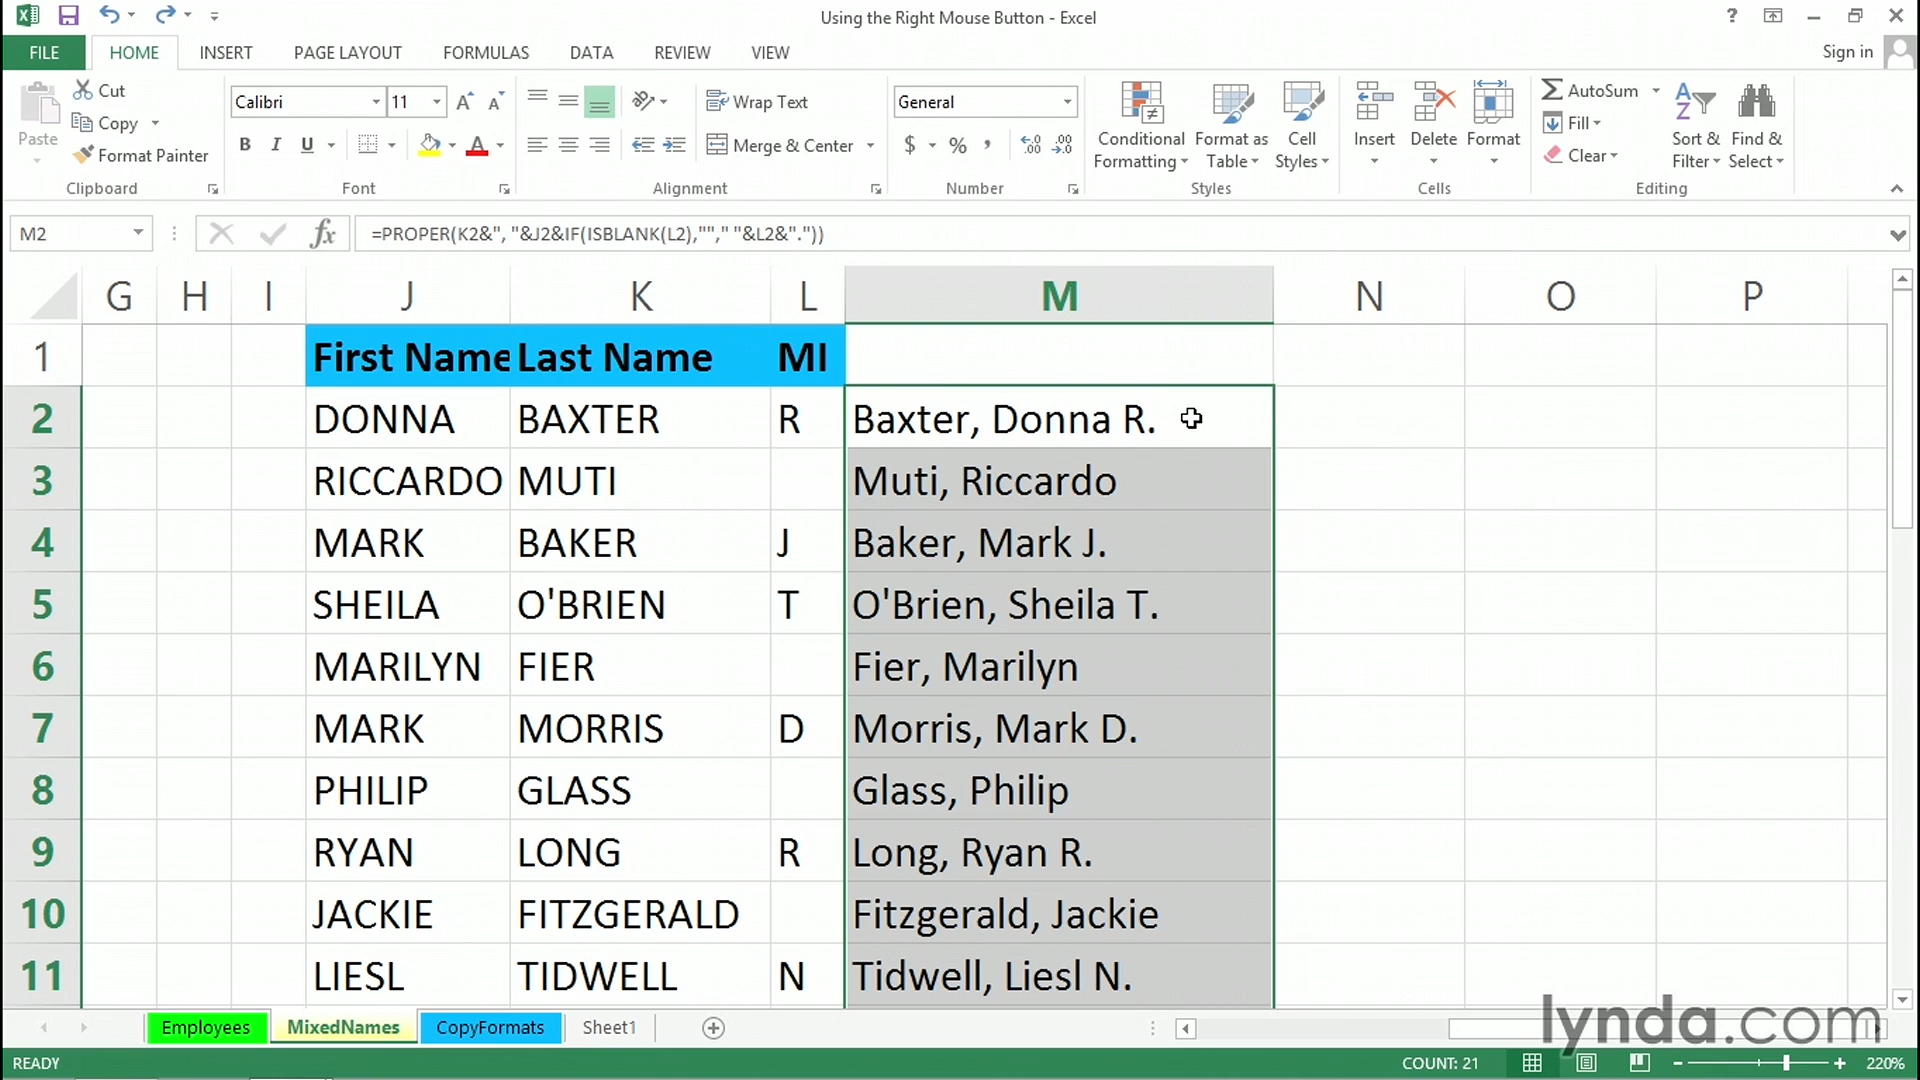 Using the Right Mouse Button - Excel
?
FILE HOME INSERT PAGE LAYOUT FORMULAS DATA REVIEW VIEW Sign in
Paste
Cut
Copy
Format Painter
Clipboard
Calibri 11
B I U
Font
Wrap Text
Merge & Center
Alignment
General
$ % ,
Number
Conditional Formatting
Format as Table
Cell Styles
Styles
Insert Delete Format
Cells
AutoSum
Fill
Clear
Sort & Filter
Find & Select
Editing
M2 fx =PROPER(K2&", "&J2&IF(ISBLANK(L2),""," "&L2&"."))
G H I J K L M N O P
1 First Name Last Name MI
2 DONNA BAXTER R Baxter, Donna R.
3 RICCARDO MUTI Muti, Riccardo
4 MARK BAKER J Baker, Mark J.
5 SHEILA O'BRIEN T O'Brien, Sheila T.
6 MARILYN FIER Fier, Marilyn
7 MARK MORRIS D Morris, Mark D.
8 PHILIP GLASS Glass, Philip
9 RYAN LONG R Long, Ryan R.
10 JACKIE FITZGERALD Fitzgerald, Jackie
11 LIESL TIDWELL N Tidwell, Liesl N.
Employees MixedNames CopyFormats Sheet1
lynda.com
READY COUNT: 21 220%